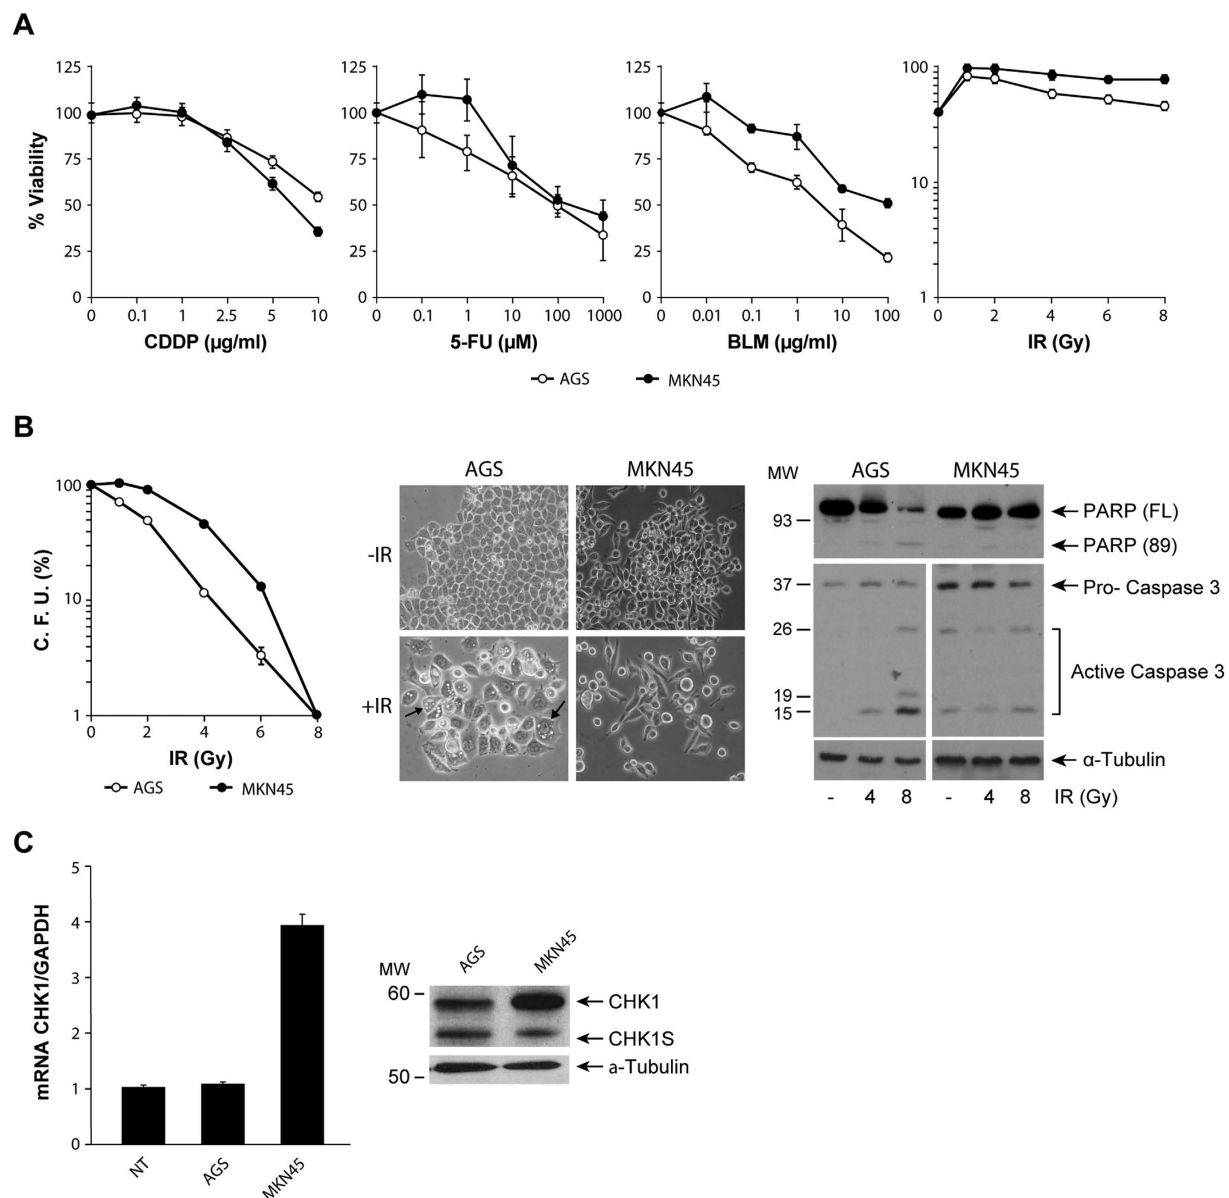 A
% Viability
125
100
75
50
25
0
0 0.1 1 2.5 5 10
CDDP (µg/ml)
125
100
75
50
25
0
0 0.1 1 10 100 1000
5-FU (µM)
125
100
75
50
25
0
0 0.01 0.1 1 10 100
BLM (µg/ml)
100
10
1
0 2 4 6 8
IR (Gy)
AGS MKN45
B
C. F. U. (%)
100
10
1
0 2 4 6 8
IR (Gy)
AGS MKN45
AGS MKN45
-IR
+IR
MW AGS MKN45
93
PARP (FL)
PARP (89)
37
Pro- Caspase 3
26
Active Caspase 3
19
15
α-Tubulin
- 4 8 - 4 8 IR (Gy)
C
mRNA CHK1/GAPDH
5
4
3
2
1
0
NT AGS MKN45
MW AGS MKN45
60
CHK1
CHK1S
a-Tubulin
50